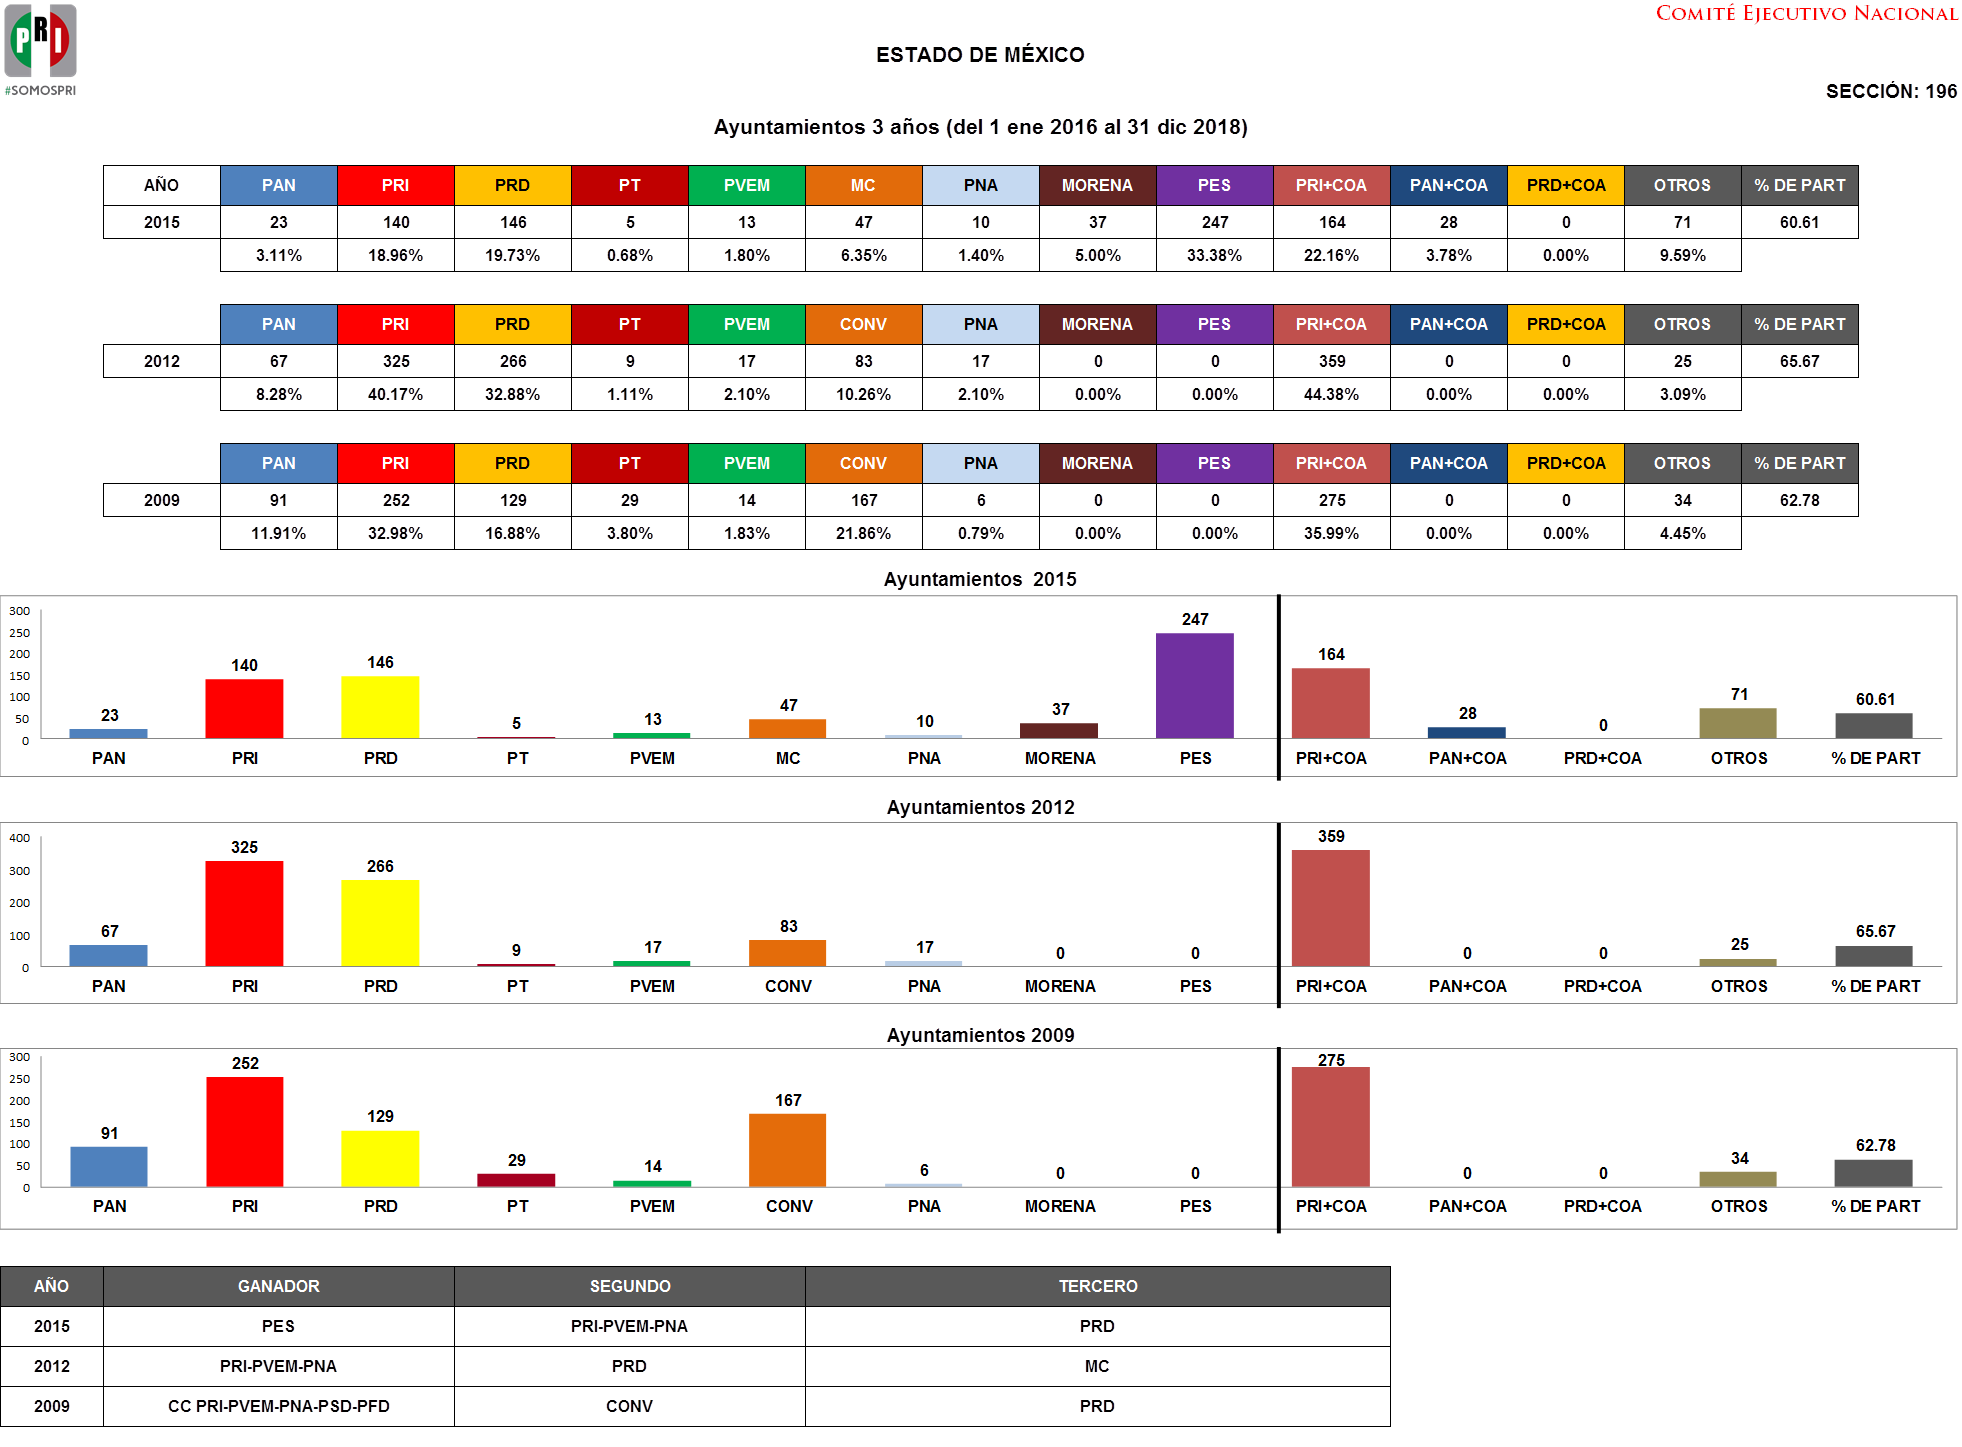 PRI
#SOMOSPRI
COMITÉ EJECUTIVO NACIONAL
ESTADO DE MÉXICO
SECCIÓN: 196
Ayuntamientos 3 años (del 1 ene 2016 al 31 dic 2018)
AÑO PAN PRI PRD PT PVEM MC PNA MORENA PES PRI+COA PAN+COA PRD+COA OTROS % DE PART
2015 23 140 146 5 13 47 10 37 247 164 28 0 71 60.61
3.11% 18.96% 19.73% 0.68% 1.80% 6.35% 1.40% 5.00% 33.38% 22.16% 3.78% 0.00% 9.59%
PAN PRI PRD PT PVEM CONV PNA MORENA PES PRI+COA PAN+COA PRD+COA OTROS % DE PART
2012 67 325 266 9 17 83 17 0 0 359 0 0 25 65.67
8.28% 40.17% 32.88% 1.11% 2.10% 10.26% 2.10% 0.00% 0.00% 44.38% 0.00% 0.00% 3.09%
PAN PRI PRD PT PVEM CONV PNA MORENA PES PRI+COA PAN+COA PRD+COA OTROS % DE PART
2009 91 252 129 29 14 167 6 0 0 275 0 0 34 62.78
11.91% 32.98% 16.88% 3.80% 1.83% 21.86% 0.79% 0.00% 0.00% 35.99% 0.00% 0.00% 4.45%
Ayuntamientos 2015
300
250
200
150
100
50
0
23 140 146 5 13 47 10 37 247 164 28 0 71 60.61
PAN PRI PRD PT PVEM MC PNA MORENA PES PRI+COA PAN+COA PRD+COA OTROS % DE PART
Ayuntamientos 2012
400
300
200
100
0
67 325 266 9 17 83 17 0 0 359 0 0 25 65.67
PAN PRI PRD PT PVEM CONV PNA MORENA PES PRI+COA PAN+COA PRD+COA OTROS % DE PART
Ayuntamientos 2009
300
250
200
150
100
50
0
91 252 129 29 14 167 6 0 0 275 0 0 34 62.78
PAN PRI PRD PT PVEM CONV PNA MORENA PES PRI+COA PAN+COA PRD+COA OTROS % DE PART
AÑO GANADOR SEGUNDO TERCERO
2015 PES PRI-PVEM-PNA PRD
2012 PRI-PVEM-PNA PRD MC
2009 CC PRI-PVEM-PNA-PSD-PFD CONV PRD